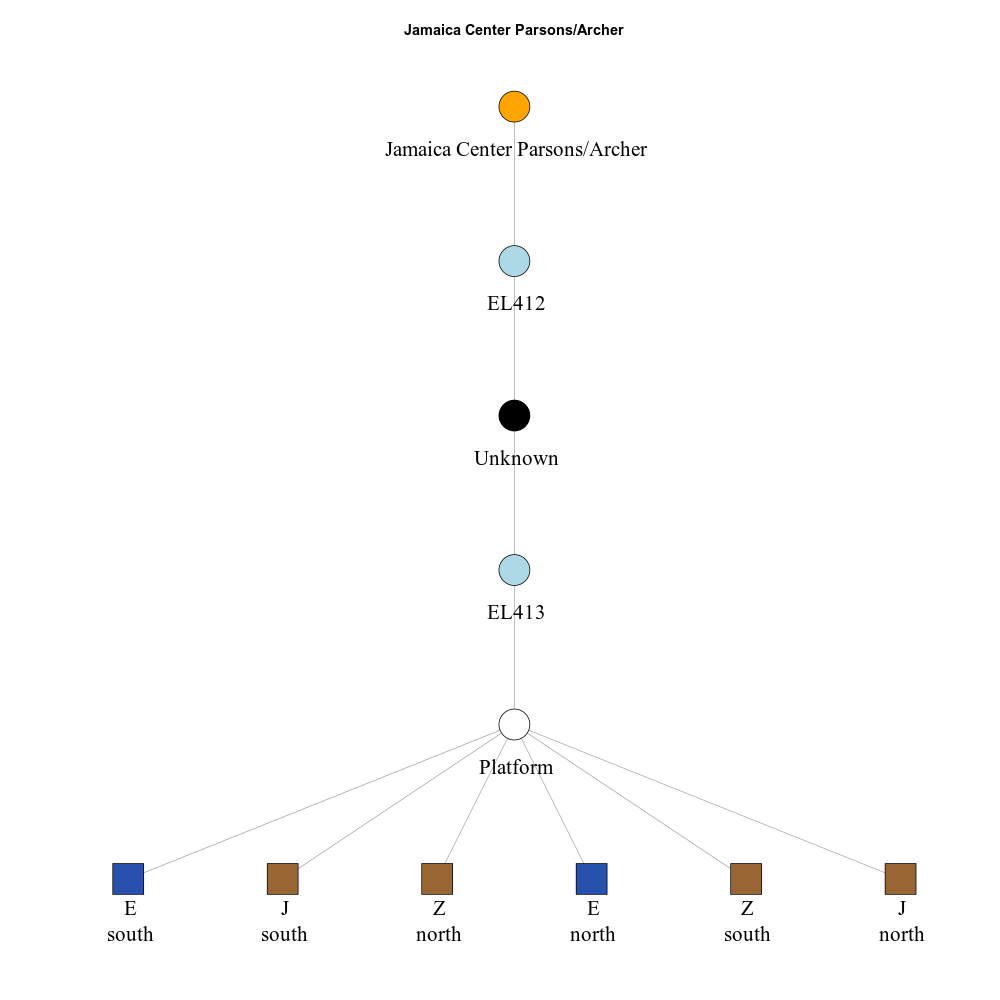 Jamaica Center Parsons/Archer
Jamaica Center Parsons/Archer
EL412
Unknown
EL413
Platform
E J Z E Z J
south south north north south north